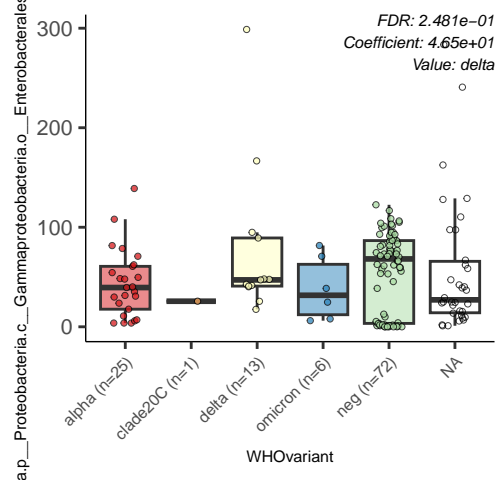 a.p__Proteobacteria.c__Gammaproteobacteria.o__Enterobacterales
FDR: 2.481e−01
Coefficient: 4.65e+01
Value: delta
300
200
100
0
alpha (n=25)
clade20C (n=1)
delta (n=13)
omicron (n=6)
neg (n=72)
NA
WHOvariant